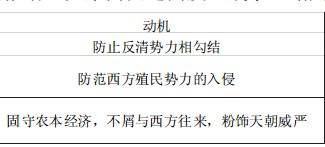 动机
防止反清势力相勾结
防范西方殖民势力的入侵
固守农本经济，不屑与西方往来，粉饰天朝威严